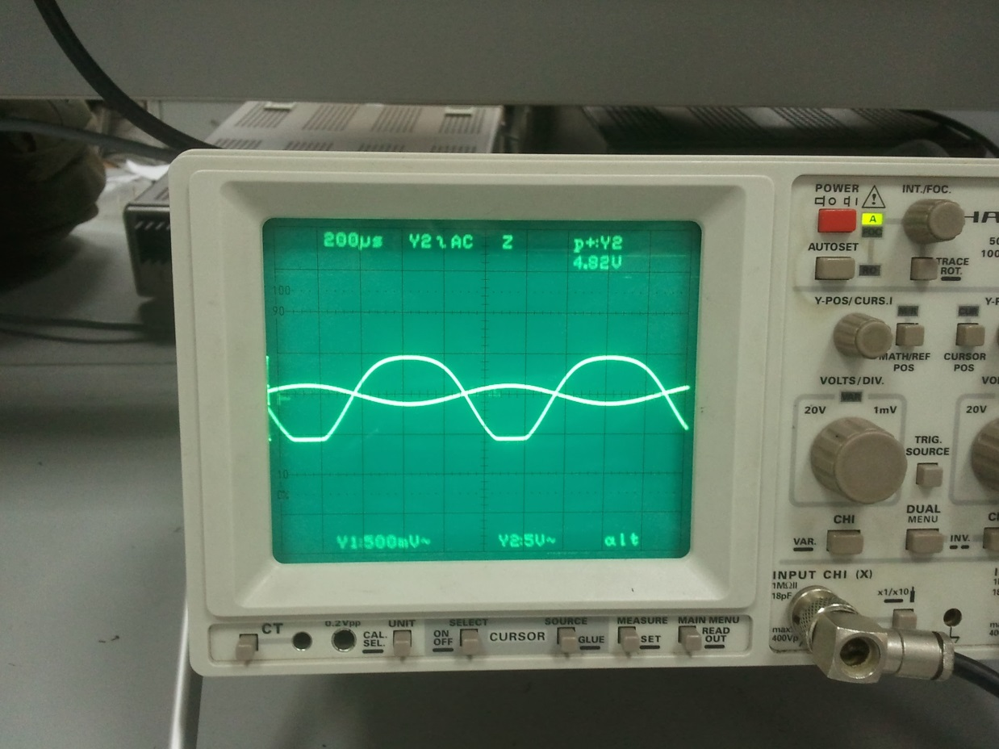 POWER
INT./FOC.
A
FOC
HA
50
100
AUTOSET
RO
TRACE
ROT.
200µs Y2 AC Z p+:Y2
4.82V
100
90
10
0%
Y1:500mV~ Y2:5V~ alt
Y-POS/CURS.I
CUR
MATH/REF
POS
CURSOR
POS
VOLTS/DIV.
VAR
20V 1mV
20V
TRIG.
SOURCE
CHI
DUAL
MENU
VAR.
INV.
INPUT CHI (X)
1MΩII
18pF
x1/x10
max.
400Vp
CT
0.2Vpp
CAL.
SEL.
UNIT
ON
OFF
SELECT
CURSOR
SOURCE
GLUE
MEASURE
SET
MAIN MENU
READ
OUT